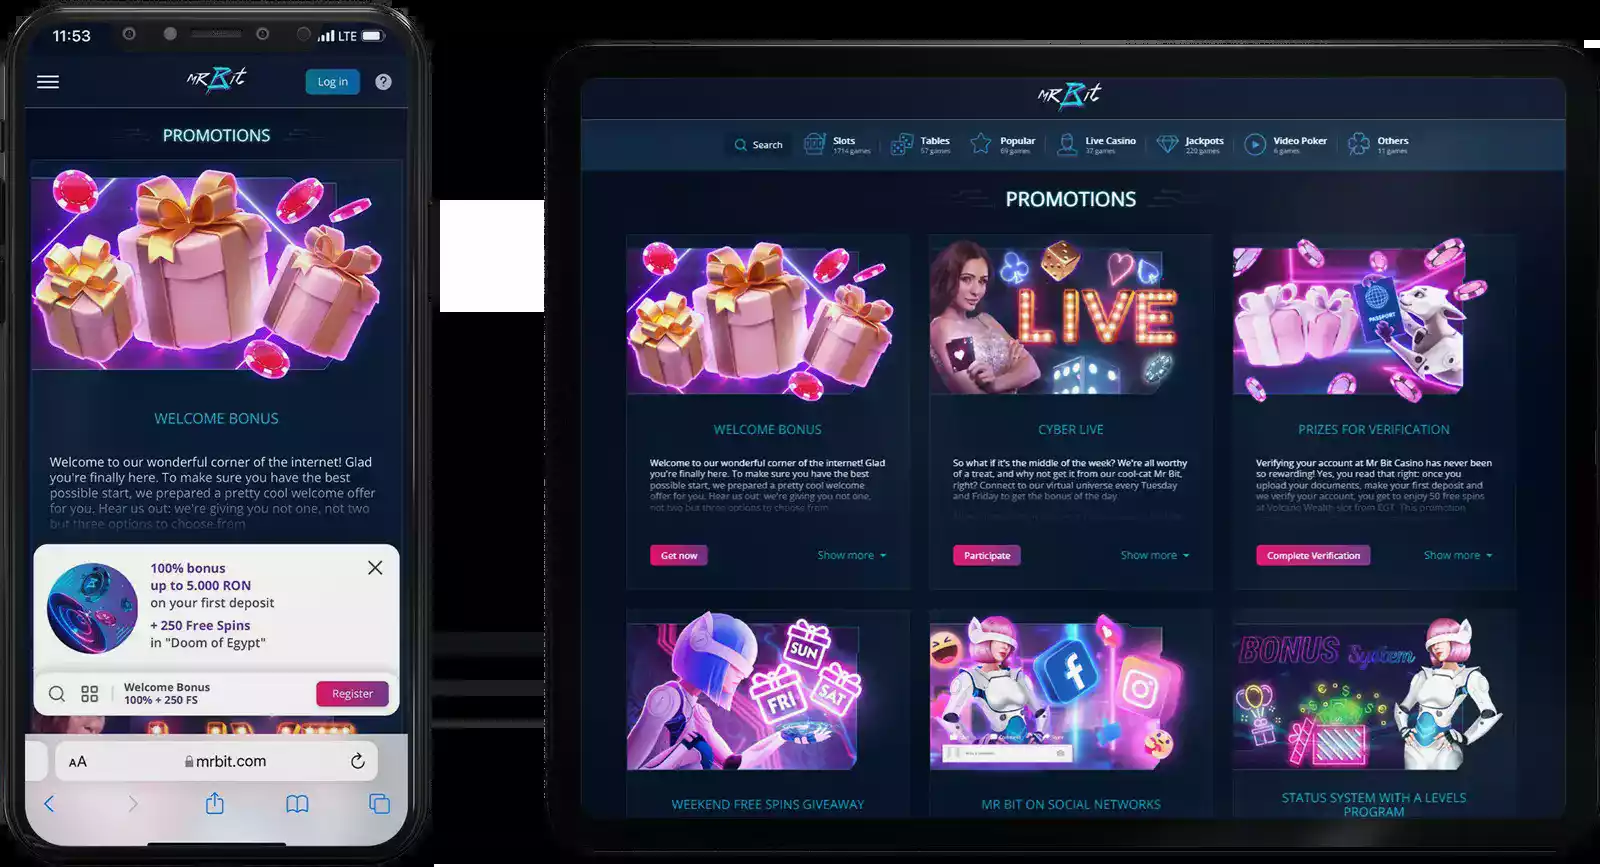 11:53
LTE
MR Bit
Log in
?
PROMOTIONS
WELCOME BONUS
Welcome to our wonderful corner of the internet! Glad
you're finally here. To make sure you have the best
possible start, we prepared a pretty cool welcome offer
for you. Hear us out: we're giving you not one, not two
but three options to choose from
100% bonus
up to 5.000 RON
on your first deposit
+ 250 Free Spins
in "Doom of Egypt"
Welcome Bonus
100% + 250 FS
Register
AA
mrbit.com
MR Bit
Search
Slots
1714 games
Tables
57 games
Popular
69 games
Live Casino
37 games
Jackpots
220 games
Video Poker
6 games
Others
11 games
PROMOTIONS
WELCOME BONUS
Welcome to our wonderful corner of the internet! Glad
you're finally here. To make sure you have the best
possible start, we prepared a pretty cool welcome
offer for you. Hear us out: we're giving you not one,
not two but three options to choose from
Get now
Show more
LIVE
CYBER LIVE
So what if it's the middle of the week? We're all worthy
of a treat, and why not get it from our cool-cat Mr Bit,
right? Connect to our virtual universe every Tuesday
and Friday to get the bonus of the day
Participate
Show more
PASSPORT
PRIZES FOR VERIFICATION
Verifying your account at Mr Bit Casino has never been
so rewarding! Yes, you read that right: once you
upload your documents, make your first deposit and
we verify your account, you get to enjoy 50 free spins
at Volcano Wealth slot from EGT. This promotion
Complete Verification
Show more
SUN
FRI
SAT
WEEKEND FREE SPINS GIVEAWAY
MR BIT ON SOCIAL NETWORKS
BONUS System
STATUS SYSTEM WITH A LEVELS
PROGRAM